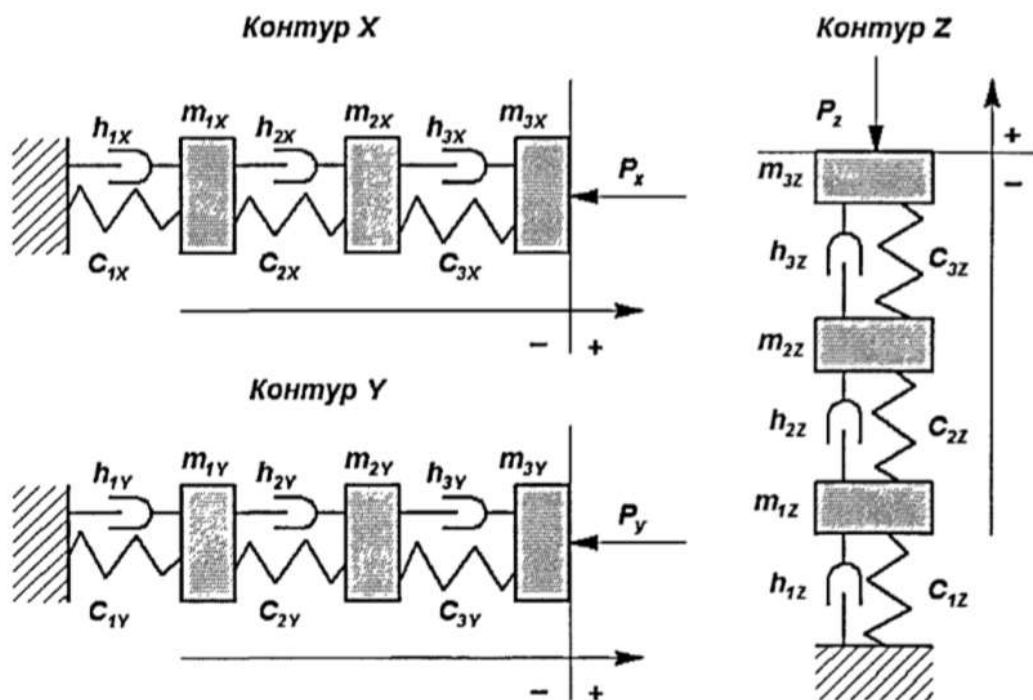 Контур X
h1X m1X h2X m2X h3X m3X
Px
C1X C2X C3X
− +
Контур Y
h1Y m1Y h2Y m2Y h3Y m3Y
Py
C1Y C2Y C3Y
− +
Контур Z
Pz
+
−
m3Z
h3Z C3Z
m2Z
h2Z C2Z
m1Z
h1Z C1Z